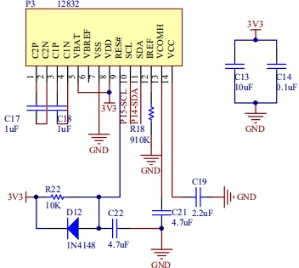 P3
12832
C2P
C2N
C1P
C1N
VBAT
VBREF
VSS
VDD
RES#
SCL
SDA
IREF
VCOMH
VCC
1
2
3
4
5
6
7
8
9
10
11
12
13
14
3V3
C13
10uF
C14
0.1uF
GND
C17
1uF
C18
1uF
3V3
P15-SCL
P14-SDA
R18
910K
GND
GND
3V3
R22
10K
D12
IN4148
C22
4.7uF
C21
4.7uF
C19
2.2uF
GND
GND